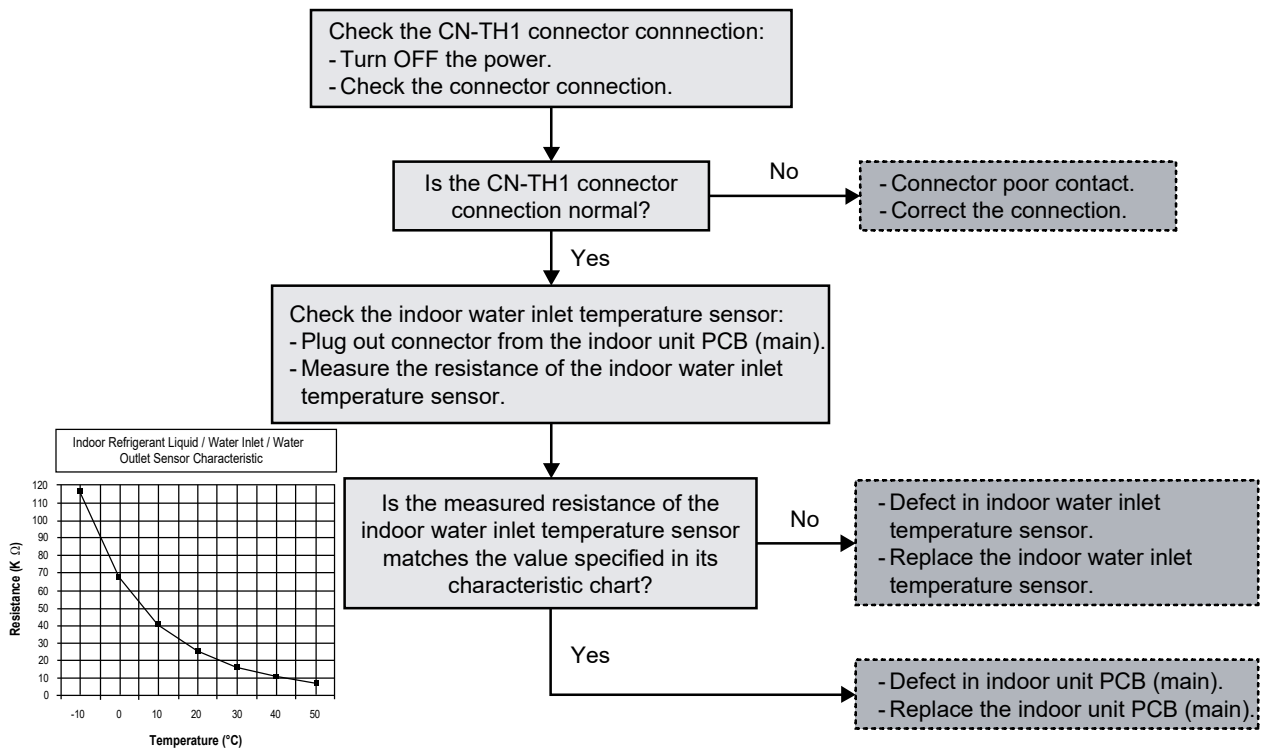 Check the CN-TH1 connector connnection:
- Turn OFF the power.
- Check the connector connection.
Is the CN-TH1 connector
connection normal?
No
- Connector poor contact.
- Correct the connection.
Yes
Check the indoor water inlet temperature sensor:
- Plug out connector from the indoor unit PCB (main).
- Measure the resistance of the indoor water inlet
temperature sensor.
Indoor Refrigerant Liquid / Water Inlet / Water
Outlet Sensor Characteristic
Resistance (K Ω)
120
110
100
90
80
70
60
50
40
30
20
10
0
-10 0 10 20 30 40 50
Temperature (°C)
Is the measured resistance of the
indoor water inlet temperature sensor
matches the value specified in its
characteristic chart?
No
- Defect in indoor water inlet
temperature sensor.
- Replace the indoor water inlet
temperature sensor.
Yes
- Defect in indoor unit PCB (main).
- Replace the indoor unit PCB (main).